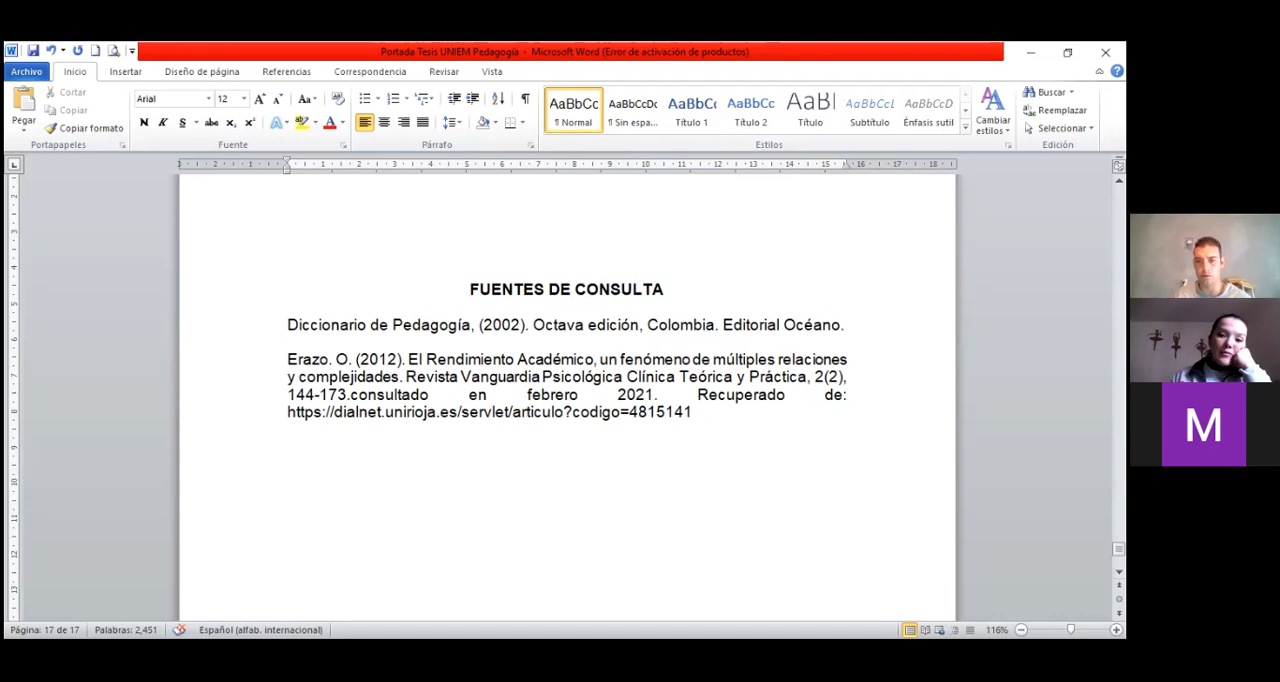 Portada Tesis UNIEM Pedagogía - Microsoft Word (Error de activación de productos)
Archivo Inicio Insertar Diseño de página Referencias Correspondencia Revisar Vista
Pegar
Cortar
Copiar
Copiar formato
Portapapeles
Arial 12
N K S abc x₂ x²
Fuente
Párrafo
AaBbCc AaBbCcDc AaBbC AaBbCc AaB AaBbCcL AaBbCcD
¶ Normal ¶ Sin espa... Título 1 Título 2 Título Subtítulo Énfasis sutil
Cambiar estilos
Estilos
Buscar
Reemplazar
Seleccionar
Edición
FUENTES DE CONSULTA
Diccionario de Pedagogía, (2002). Octava edición, Colombia. Editorial Océano.
Erazo. O. (2012). El Rendimiento Académico, un fenómeno de múltiples relaciones
y complejidades. Revista Vanguardia Psicológica Clínica Teórica y Práctica, 2(2),
144-173.consultado en febrero 2021. Recuperado de:
https://dialnet.unirioja.es/servlet/articulo?codigo=4815141
M
Página: 17 de 17 Palabras: 2,451 Español (alfab. internacional) 116%